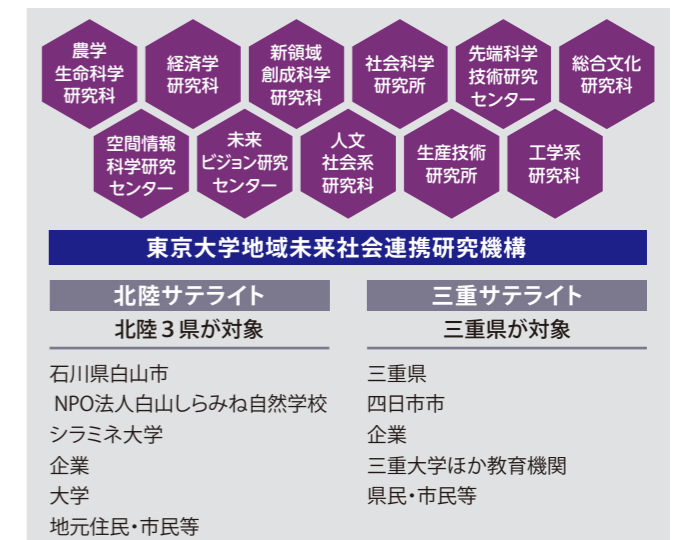 農学
生命科学
研究科
経済学
研究科
新領域
創成科学
研究科
社会科学
研究所
先端科学
技術研究
センター
総合文化
研究科
空間情報
科学研究
センター
未来
ビジョン研究
センター
人文
社会系
研究科
生産技術
研究所
工学系
研究科
東京大学地域未来社会連携研究機構
北陸サテライト
北陸３県が対象
石川県白山市
NPO法人白山しらみね自然学校
シラミネ大学
企業
大学
地元住民・市民等
三重サテライト
三重県が対象
三重県
四日市市
企業
三重大学ほか教育機関
県民・市民等